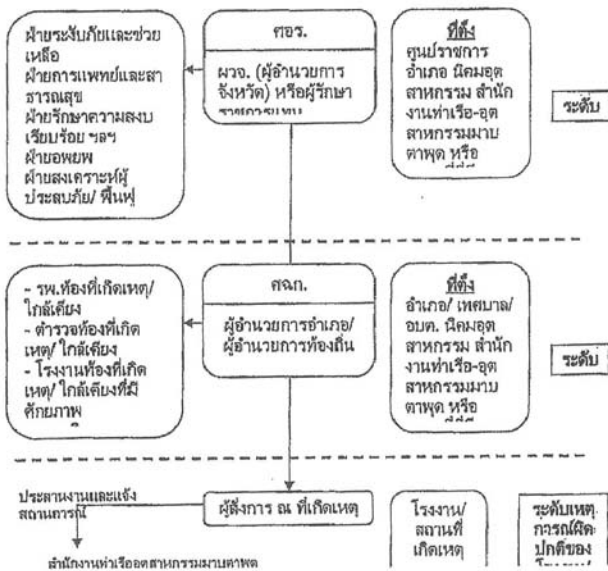 ฝ่ายระงับภัยและช่วย
เหลือ
ฝ่ายการแพทย์และสา
ธารณสุข
ฝ่ายรักษาความสงบ
เรียบร้อย ฯลฯ
ฝ่ายอพยพ
ฝ่ายสงเคราะห์ผู้
ประสบภัย/ ฟื้นฟู
ศอร.
ผวจ. (ผู้อำนวยการ
จังหวัด) หรือผู้รักษา
ราชการแทน
ที่ตั้ง
ศูนย์ราชการ
อำเภอ นิคมอุต
สาหกรรม สำนัก
งานท่าเรือ-อุต
สาหกรรมมาบ
ตาพุด หรือ
ระดับ
- รพ.ท้องที่เกิดเหตุ/
ใกล้เคียง
- ตำรวจท้องที่เกิด
เหตุ/ ใกล้เคียง
- โรงงานท้องที่เกิด
เหตุ/ ใกล้เคียงที่มี
ศักยภาพ
ศฉก.
ผู้อำนวยการอำเภอ/
ผู้อำนวยการท้องถิ่น
ที่ตั้ง
อำเภอ/ เทศบาล/
อบต. นิคมอุต
สาหกรรม สำนัก
งานท่าเรือ-อุต
สาหกรรมมาบ
ตาพุด หรือ
ระดับ
ประสานงานและแจ้ง
สถานการณ์
สำนักงานท่าเรืออุตสาหกรรมมาบตาพุด
ผู้สั่งการ ณ ที่เกิดเหตุ
โรงงาน/
สถานที่
เกิดเหตุ
ระดับเหตุ
การณ์ผิด
ปกติของ